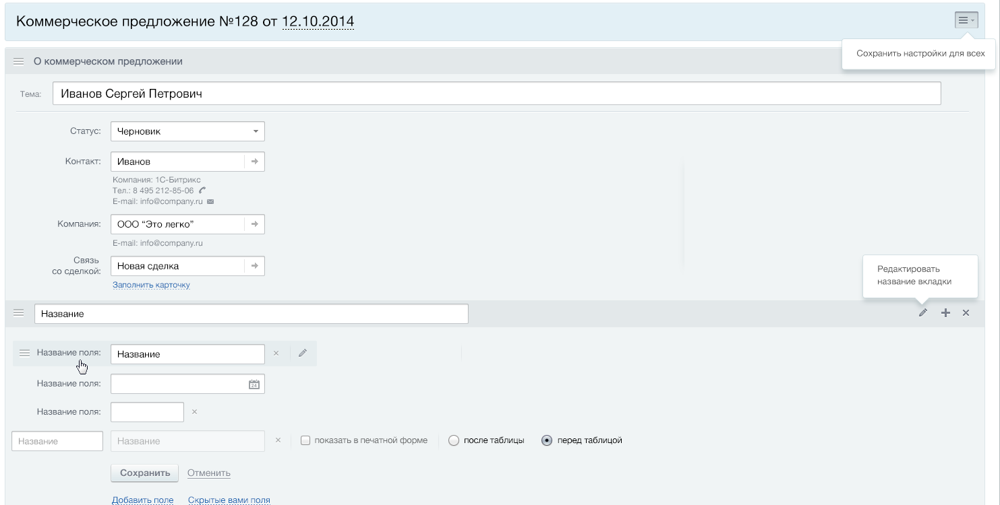 Коммерческое предложение №128 от 12.10.2014
Сохранить настройки для всех
О коммерческом предложении
Тема: Иванов Сергей Петрович
Статус: Черновик
Контакт: Иванов
Компания: 1С-Битрикс
Тел.: 8 495 212-85-06
E-mail: info@company.ru
Компания: ООО “Это легко”
E-mail: info@company.ru
Связь
со сделкой: Новая сделка
Заполнить карточку
Редактировать
название вкладки
Название
Название поля: Название
Название поля: 24
Название поля:
Название Название показать в печатной форме после таблицы перед таблицой
Сохранить Отменить
Добавить поле Скрытые вами поля